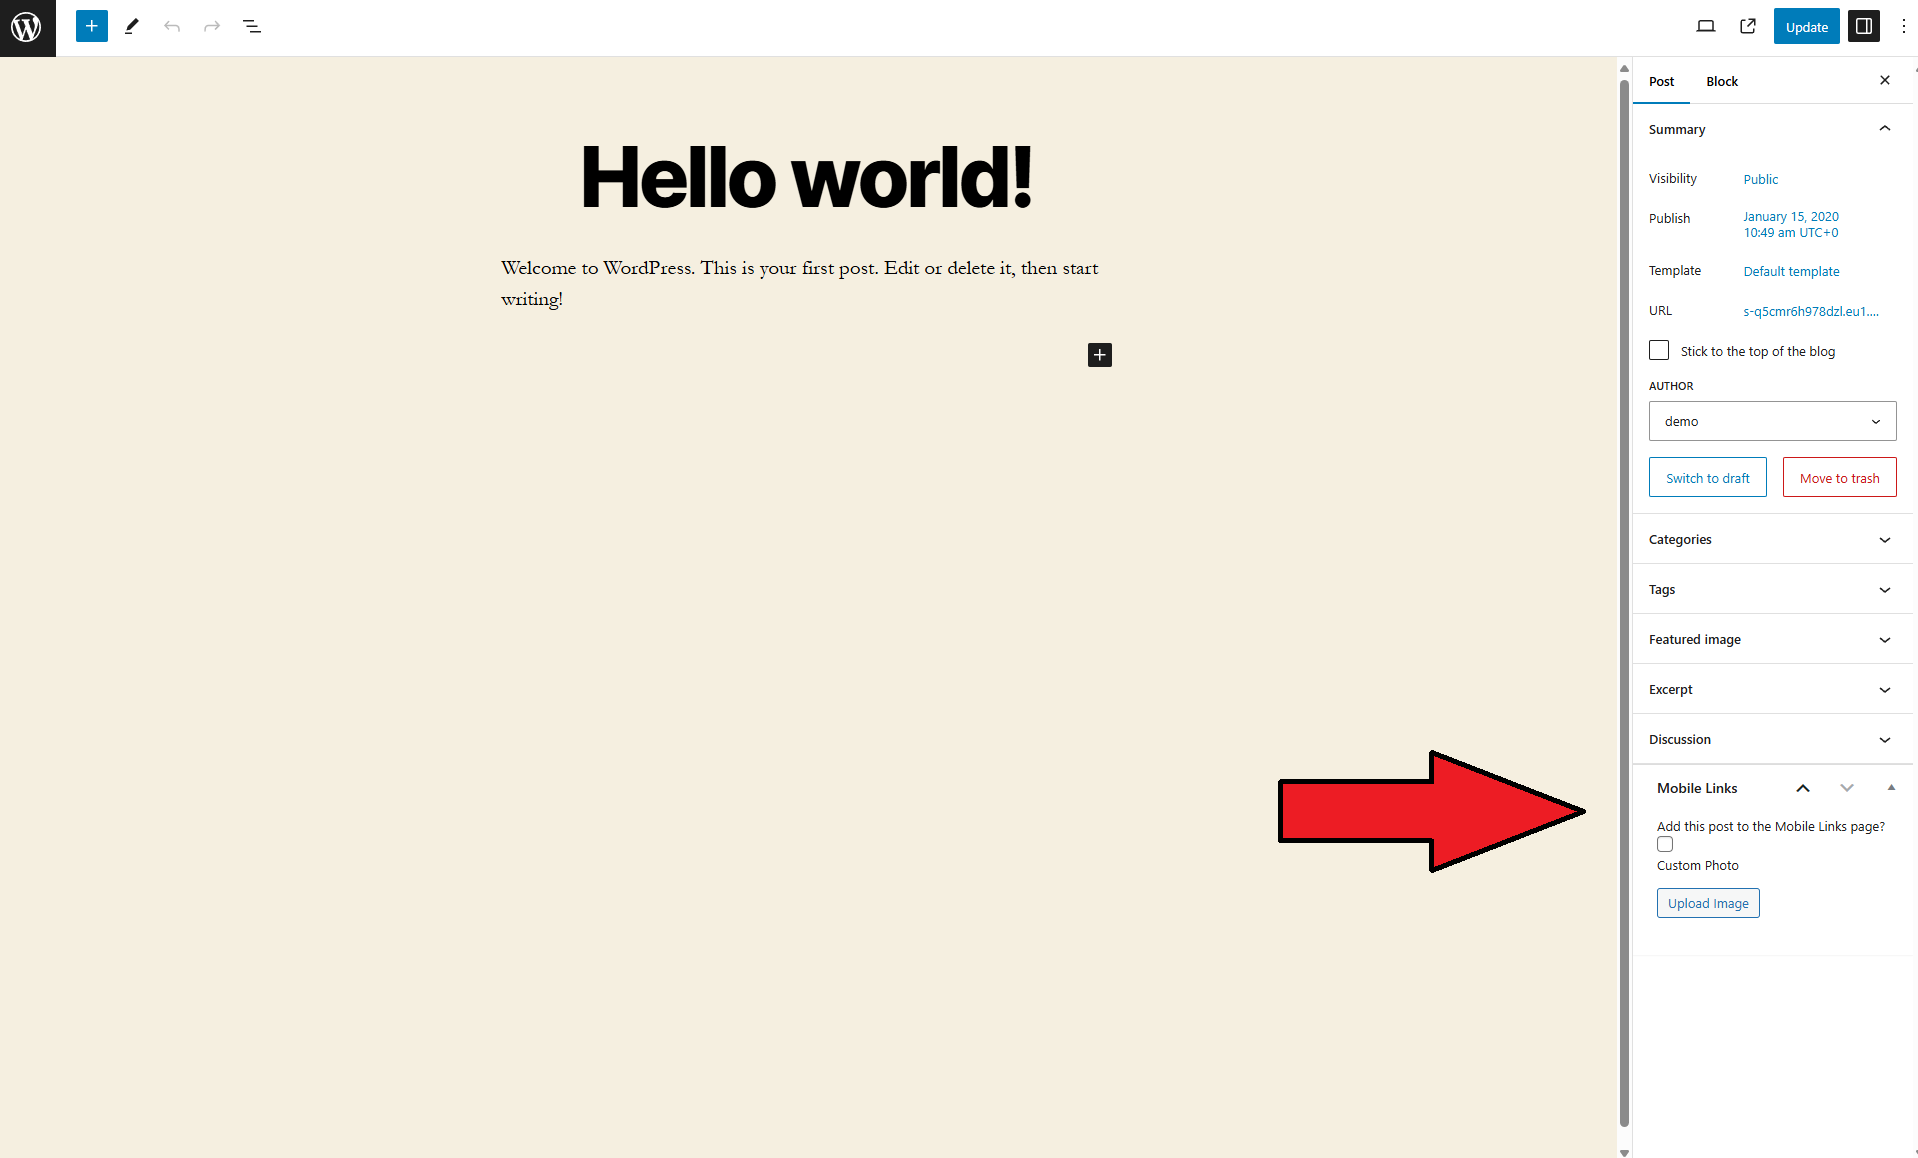 Update
Post Block
Hello world!
Welcome to WordPress. This is your first post. Edit or delete it, then start
writing!
Summary
Visibility Public
Publish January 15, 2020
10:49 am UTC+0
Template Default template
URL s-q5cmr6h978dzl.eu1....
Stick to the top of the blog
AUTHOR
demo
Switch to draft Move to trash
Categories
Tags
Featured image
Excerpt
Discussion
Mobile Links
Add this post to the Mobile Links page?
Custom Photo
Upload Image